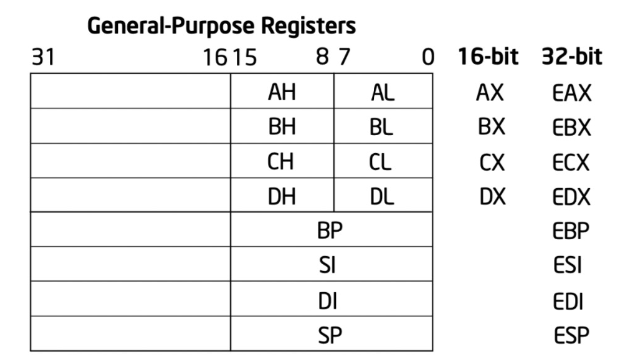 General-Purpose Registers
31 16 15 8 7 0 16-bit 32-bit
AH AL AX EAX
BH BL BX EBX
CH CL CX ECX
DH DL DX EDX
BP EBP
SI ESI
DI EDI
SP ESP